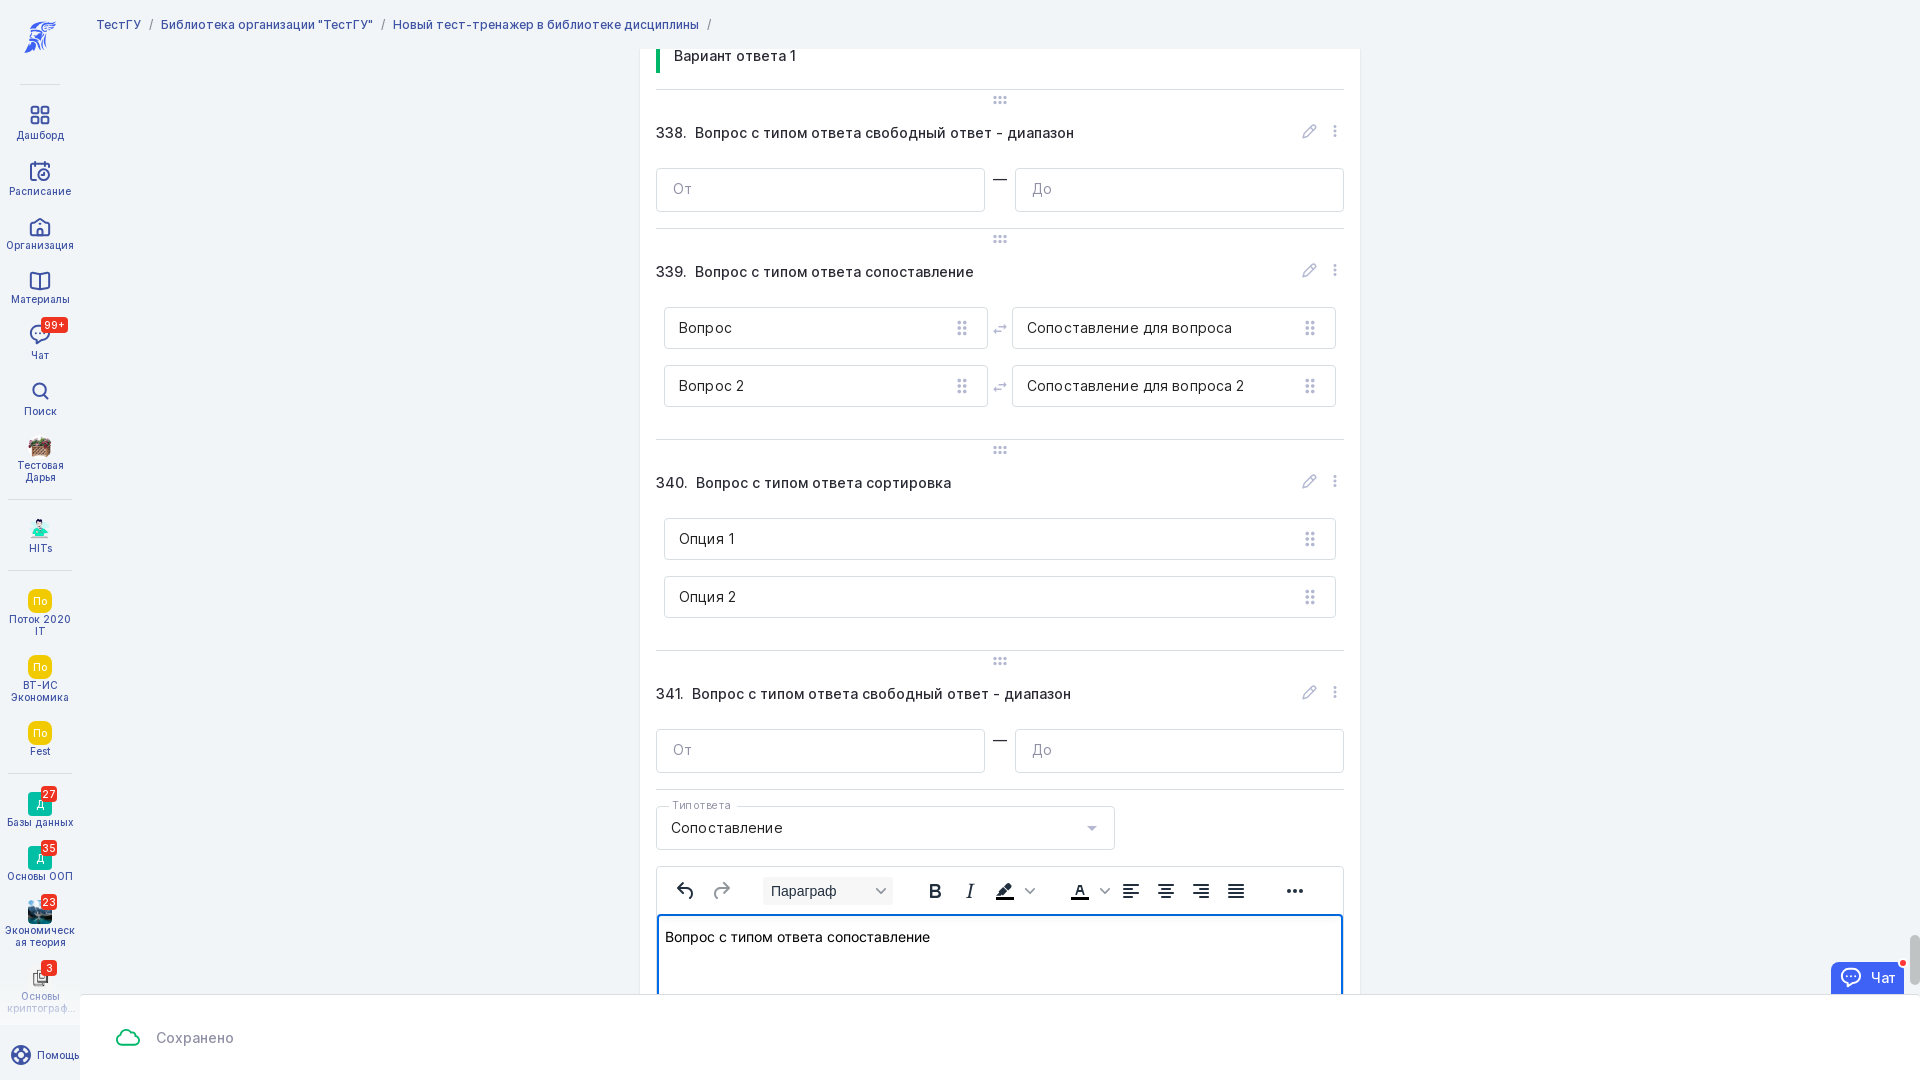 ТестГУ / Библиотека организации "ТестГУ" / Новый тест-тренажер в библиотеке дисциплины /
Дашборд
Расписание
Организация
Материалы
99+
Чат
Поиск
Тестовая
Дарья
HITs
По
Поток 2020
IT
По
ВТ-ИС
Экономика
По
Fest
27
Д
Базы данных
35
Д
Основы ООП
23
Экономическ
ая теория
3
Основы
криптограф...
Помощь
Вариант ответа 1
338. Вопрос с типом ответа свободный ответ - диапазон
От — До
339. Вопрос с типом ответа сопоставление
Вопрос Сопоставление для вопроса
Вопрос 2 Сопоставление для вопроса 2
340. Вопрос с типом ответа сортировка
Опция 1
Опция 2
341. Вопрос с типом ответа свободный ответ - диапазон
От — До
Тип ответа
Сопоставление
Параграф B I A
Вопрос с типом ответа сопоставление
Чат
Сохранено